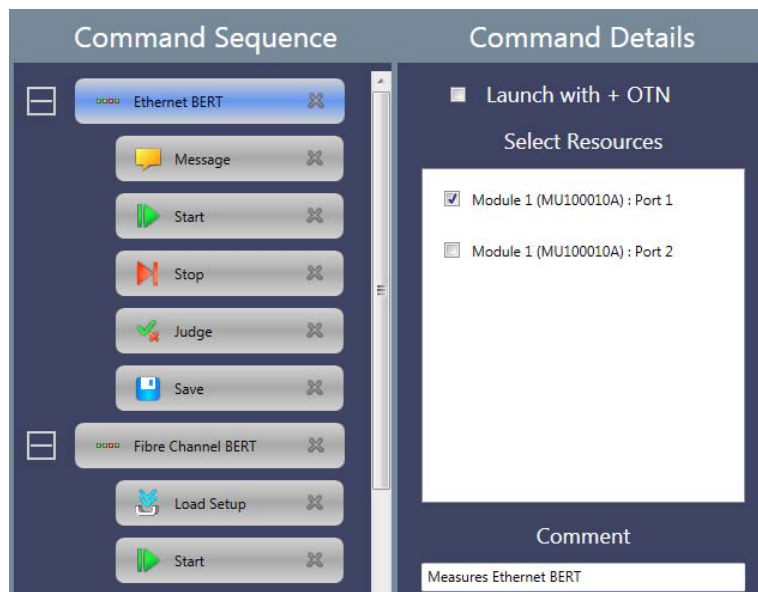 Command Sequence
Ethernet BERT
Message
Start
Stop
Judge
Save
Fibre Channel BERT
Load Setup
Start
Command Details
Launch with + OTN
Select Resources
Module 1 (MU100010A) : Port 1
Module 1 (MU100010A) : Port 2
Comment
Measures Ethernet BERT